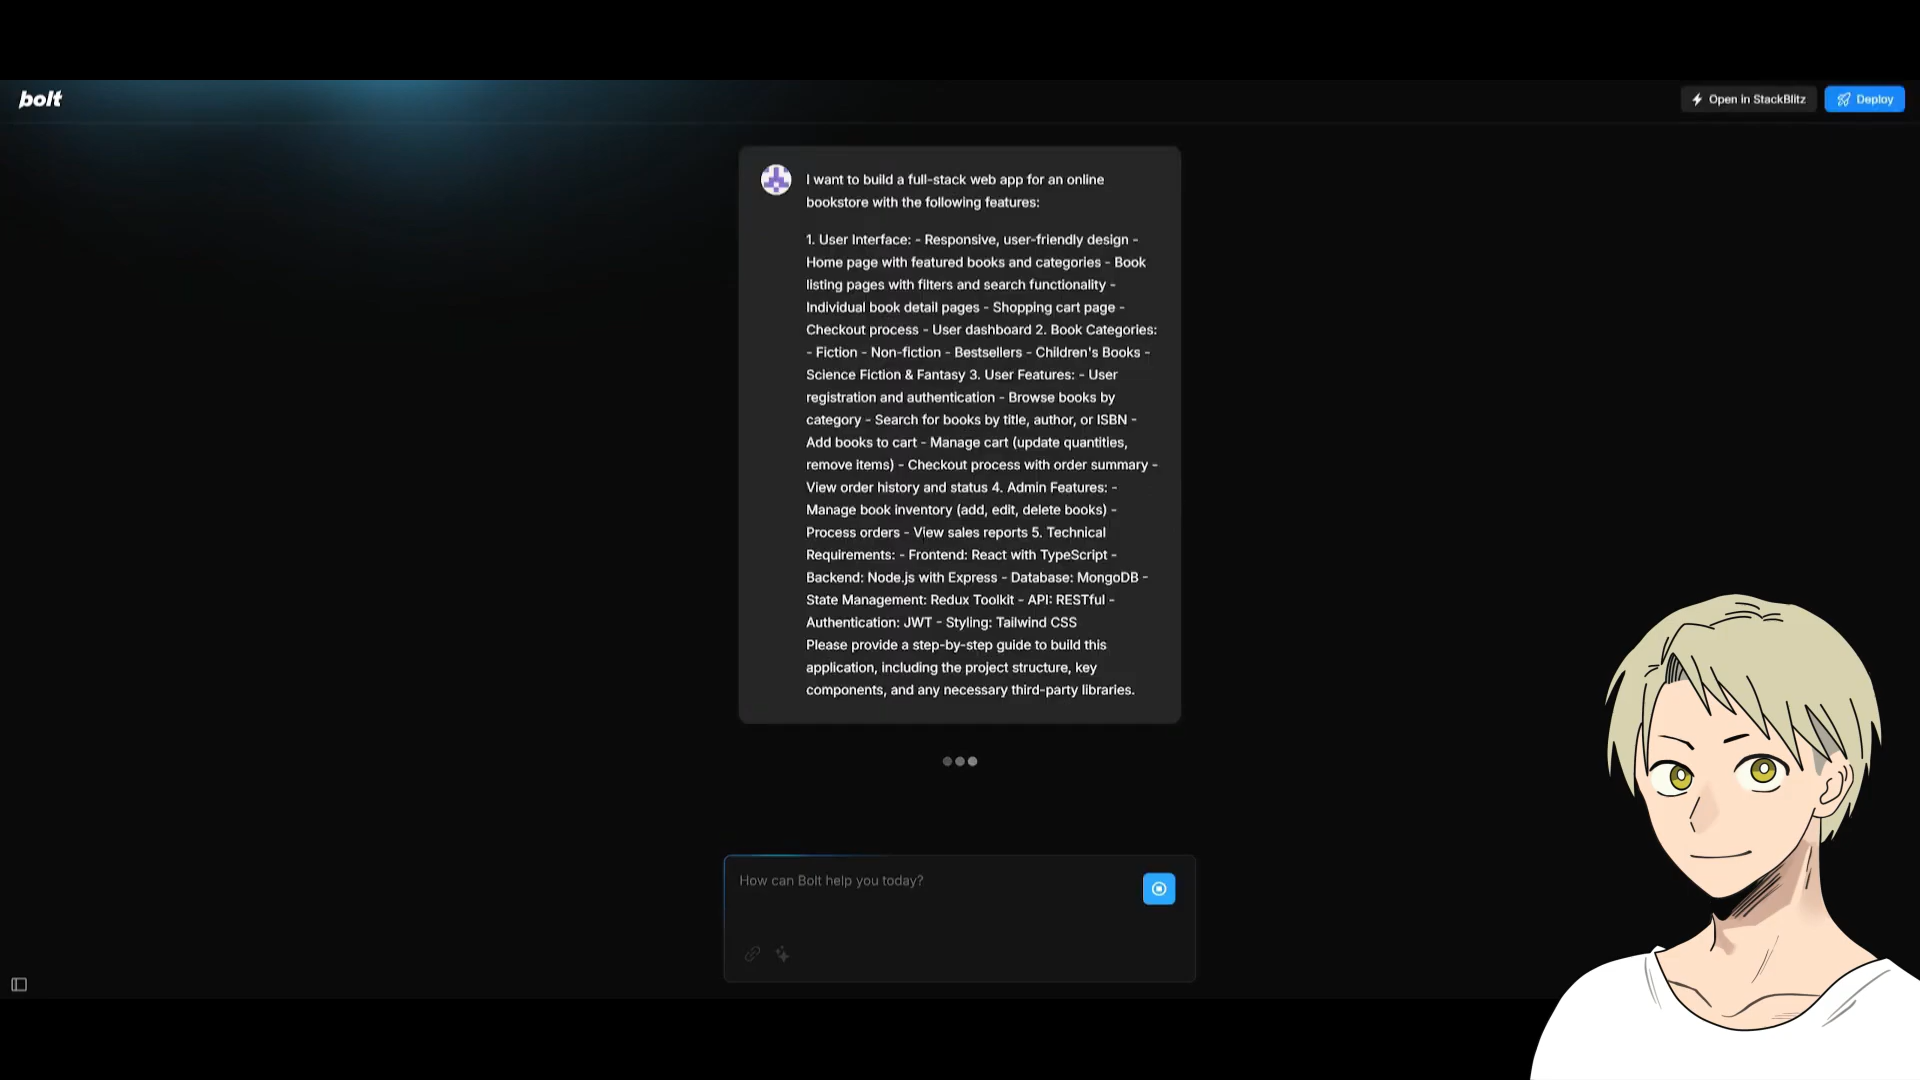 bolt
Open in StackBlitz
Deploy
I want to build a full-stack web app for an online
bookstore with the following features:
1. User Interface: - Responsive, user-friendly design -
Home page with featured books and categories - Book
listing pages with filters and search functionality -
Individual book detail pages - Shopping cart page -
Checkout process - User dashboard 2. Book Categories:
- Fiction - Non-fiction - Bestsellers - Children's Books -
Science Fiction & Fantasy 3. User Features: - User
registration and authentication - Browse books by
category - Search for books by title, author, or ISBN -
Add books to cart - Manage cart (update quantities,
remove items) - Checkout process with order summary -
View order history and status 4. Admin Features: -
Manage book inventory (add, edit, delete books) -
Process orders - View sales reports 5. Technical
Requirements: - Frontend: React with TypeScript -
Backend: Node.js with Express - Database: MongoDB -
State Management: Redux Toolkit - API: RESTful -
Authentication: JWT - Styling: Tailwind CSS
Please provide a step-by-step guide to build this
application, including the project structure, key
components, and any necessary third-party libraries.
How can Bolt help you today?